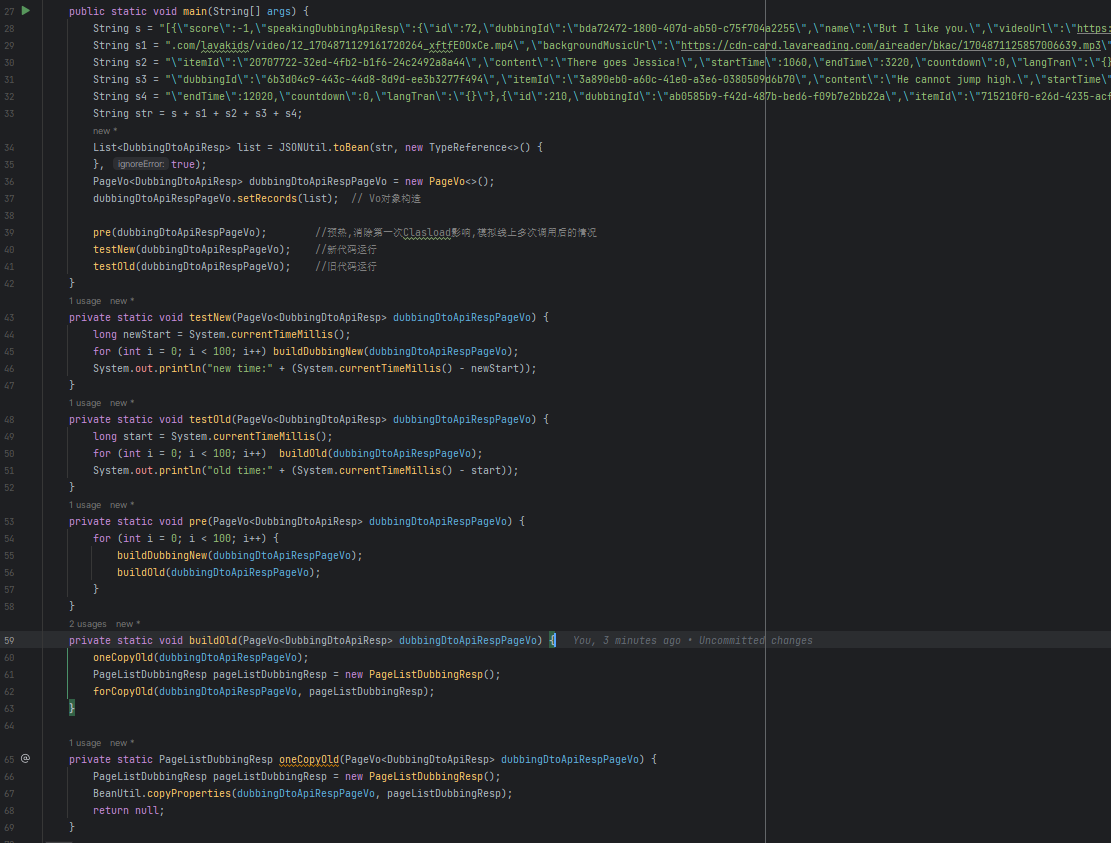 27 public static void main(String[] args) {
28 String s = "[{\"score\":-1,\"speakingDubbingApiResp\":{\"id\":72,\"dubbingId\":\"bda72472-1800-407d-ab50-c75f704a2255\",\"name\":\"But I like you.\",\"videoUrl\":\"https:
29 String s1 = ".com/lavakids/video/12_1704871129161720264_xftfE0OxCe.mp4\",\"backgroundMusicUrl\":\"https://cdn-card.lavareading.com/aireader/bkac/1704871125857006639.mp3\
30 String s2 = "\"itemId\":\"20707722-32ed-4fb2-b1f6-24c2492a8a44\",\"content\":\"There goes Jessica!\",\"startTime\":1060,\"endTime\":3220,\"countdown\":0,\"langTran\":\"{}
31 String s3 = "\"dubbingId\":\"6b3d04c9-443c-44d8-8d9d-ee3b3277f494\",\"itemId\":\"3a890eb0-a60c-41e0-a3e6-0380509d6b70\",\"content\":\"He cannot jump high.\",\"startTime\"
32 String s4 = "\"endTime\":12020,\"countdown\":0,\"langTran\":\"{}\"},{\"id\":210,\"dubbingId\":\"ab0585b9-f42d-487b-bed6-f09b7e2bb22a\",\"itemId\":\"715210f0-e26d-4235-acf
33 String str = s + s1 + s2 + s3 + s4;
new *
34 List<DubbingDtoApiResp> list = JSONUtil.toBean(str, new TypeReference<>() {
35 }, ignoreError: true);
36 PageVo<DubbingDtoApiResp> dubbingDtoApiRespPageVo = new PageVo<>();
37 dubbingDtoApiRespPageVo.setRecords(list); // Vo对象构造
38
39 pre(dubbingDtoApiRespPageVo); //预热,消除第一次Clasload影响,模拟线上多次调用后的情况
40 testNew(dubbingDtoApiRespPageVo); //新代码运行
41 testOld(dubbingDtoApiRespPageVo); //旧代码运行
42 }
1 usage new *
43 private static void testNew(PageVo<DubbingDtoApiResp> dubbingDtoApiRespPageVo) {
44 long newStart = System.currentTimeMillis();
45 for (int i = 0; i < 100; i++) buildDubbingNew(dubbingDtoApiRespPageVo);
46 System.out.println("new time:" + (System.currentTimeMillis() - newStart));
47 }
1 usage new *
48 private static void testOld(PageVo<DubbingDtoApiResp> dubbingDtoApiRespPageVo) {
49 long start = System.currentTimeMillis();
50 for (int i = 0; i < 100; i++) buildOld(dubbingDtoApiRespPageVo);
51 System.out.println("old time:" + (System.currentTimeMillis() - start));
52 }
1 usage new *
53 private static void pre(PageVo<DubbingDtoApiResp> dubbingDtoApiRespPageVo) {
54 for (int i = 0; i < 100; i++) {
55 buildDubbingNew(dubbingDtoApiRespPageVo);
56 buildOld(dubbingDtoApiRespPageVo);
57 }
58 }
2 usages new *
59 private static void buildOld(PageVo<DubbingDtoApiResp> dubbingDtoApiRespPageVo) { You, 3 minutes ago • Uncommitted changes
60 oneCopyOld(dubbingDtoApiRespPageVo);
61 PageListDubbingResp pageListDubbingResp = new PageListDubbingResp();
62 forCopyOld(dubbingDtoApiRespPageVo, pageListDubbingResp);
63 }
64
1 usage new *
65 private static PageListDubbingResp oneCopyOld(PageVo<DubbingDtoApiResp> dubbingDtoApiRespPageVo) {
66 PageListDubbingResp pageListDubbingResp = new PageListDubbingResp();
67 BeanUtil.copyProperties(dubbingDtoApiRespPageVo, pageListDubbingResp);
68 return null;
69 }